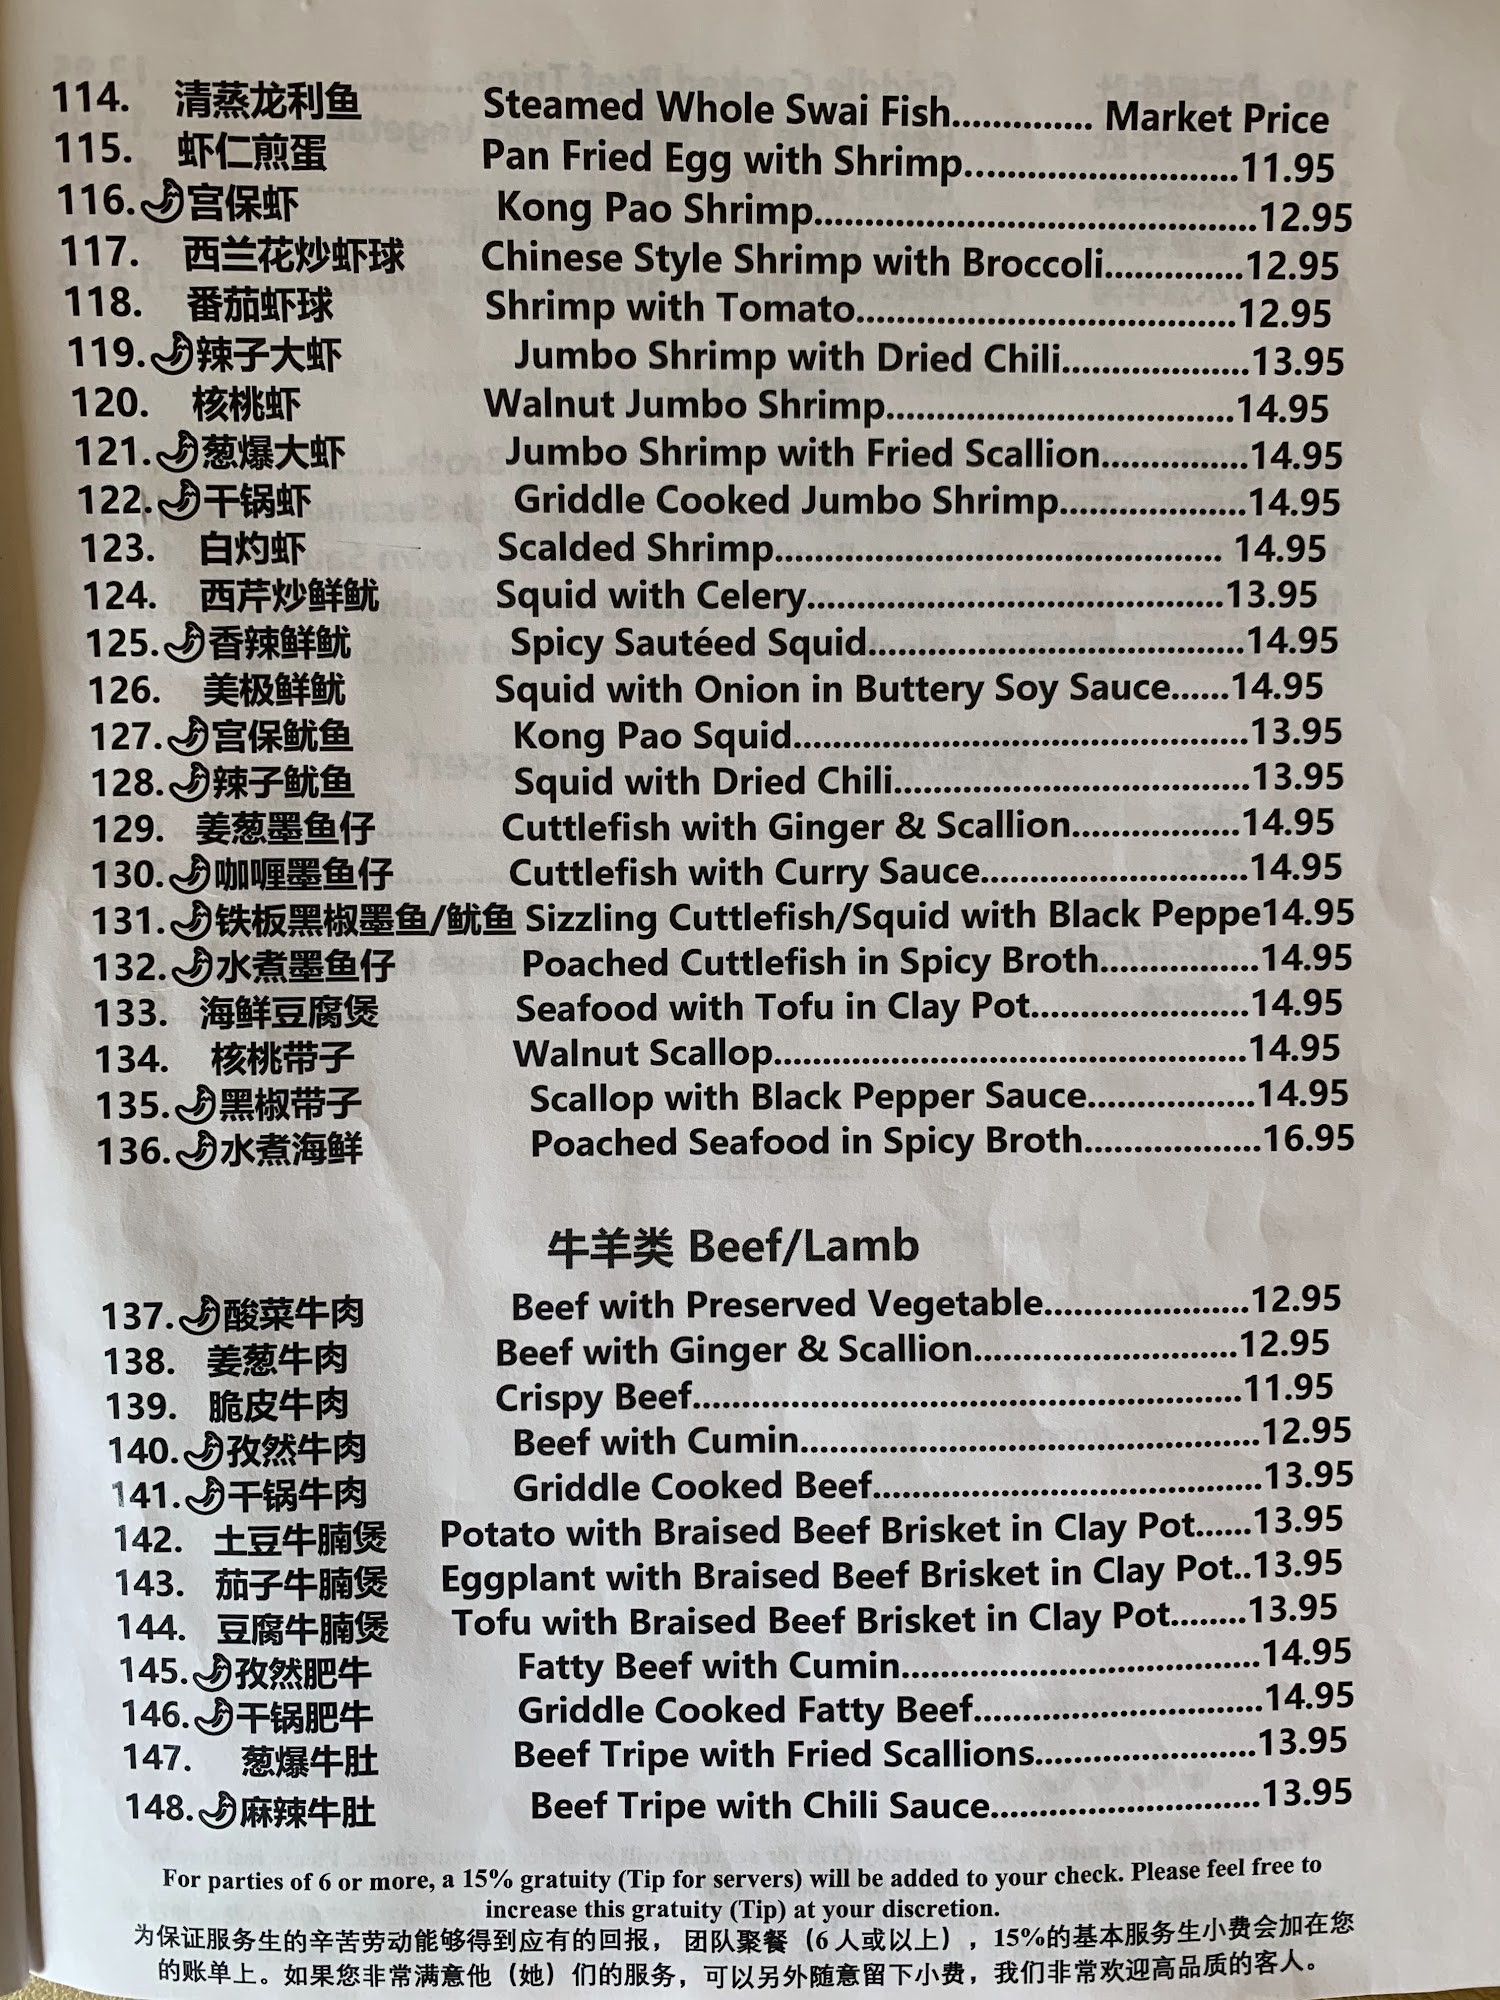 114. 清蒸龙利鱼 Steamed Whole Swai Fish.............. Market Price
115. 虾仁煎蛋 Pan Fried Egg with Shrimp...........................11.95
116. 宫保虾 Kong Pao Shrimp............................................12.95
117. 西兰花炒虾球 Chinese Style Shrimp with Broccoli..............12.95
118. 番茄虾球 Shrimp with Tomato......................................12.95
119. 辣子大虾 Jumbo Shrimp with Dried Chili...................13.95
120. 核桃虾 Walnut Jumbo Shrimp...................................14.95
121. 葱爆大虾 Jumbo Shrimp with Fried Scallion...............14.95
122. 干锅虾 Griddle Cooked Jumbo Shrimp...................14.95
123. 白灼虾 Scalded Shrimp............................................. 14.95
124. 西芹炒鲜鱿 Squid with Celery..........................................13.95
125. 香辣鲜鱿 Spicy Sautéed Squid......................................14.95
126. 美极鲜鱿 Squid with Onion in Buttery Soy Sauce......14.95
127. 宫保鱿鱼 Kong Pao Squid..............................................13.95
128. 辣子鱿鱼 Squid with Dried Chili....................................13.95
129. 姜葱墨鱼仔 Cuttlefish with Ginger & Scallion.................14.95
130. 咖喱墨鱼仔 Cuttlefish with Curry Sauce...........................14.95
131. 铁板黑椒墨鱼/鱿鱼 Sizzling Cuttlefish/Squid with Black Peppe14.95
132. 水煮墨鱼仔 Poached Cuttlefish in Spicy Broth................14.95
133. 海鲜豆腐煲 Seafood with Tofu in Clay Pot......................14.95
134. 核桃带子 Walnut Scallop...............................................14.95
135. 黑椒带子 Scallop with Black Pepper Sauce.................14.95
136. 水煮海鲜 Poached Seafood in Spicy Broth..................16.95
牛羊类 Beef/Lamb
137. 酸菜牛肉 Beef with Preserved Vegetable.....................12.95
138. 姜葱牛肉 Beef with Ginger & Scallion...........................12.95
139. 脆皮牛肉 Crispy Beef.......................................................11.95
140. 孜然牛肉 Beef with Cumin..............................................12.95
141. 干锅牛肉 Griddle Cooked Beef.......................................13.95
142. 土豆牛腩煲 Potato with Braised Beef Brisket in Clay Pot......13.95
143. 茄子牛腩煲 Eggplant with Braised Beef Brisket in Clay Pot..13.95
144. 豆腐牛腩煲 Tofu with Braised Beef Brisket in Clay Pot........13.95
145. 孜然肥牛 Fatty Beef with Cumin....................................14.95
146. 干锅肥牛 Griddle Cooked Fatty Beef.............................14.95
147. 葱爆牛肚 Beef Tripe with Fried Scallions......................13.95
148. 麻辣牛肚 Beef Tripe with Chili Sauce...........................13.95
For parties of 6 or more, a 15% gratuity (Tip for servers) will be added to your check. Please feel free to
increase this gratuity (Tip) at your discretion.
为保证服务生的辛苦劳动能够得到应有的回报，团队聚餐（6人或以上），15%的基本服务生小费会加在您
的账单上。如果您非常满意他（她）们的服务，可以另外随意留下小费，我们非常欢迎高品质的客人。